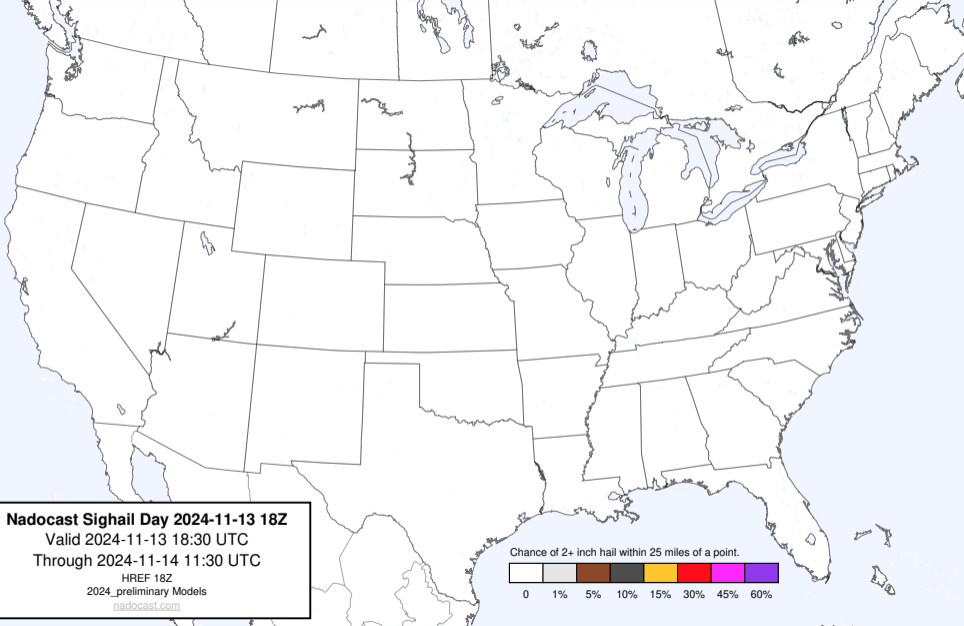 Nadocast Sighail Day 2024-11-13 18Z
Valid 2024-11-13 18:30 UTC
Through 2024-11-14 11:30 UTC
HREF 18Z
2024_preliminary Models
nadocast.com
Chance of 2+ inch hail within 25 miles of a point.
0 1% 5% 10% 15% 30% 45% 60%